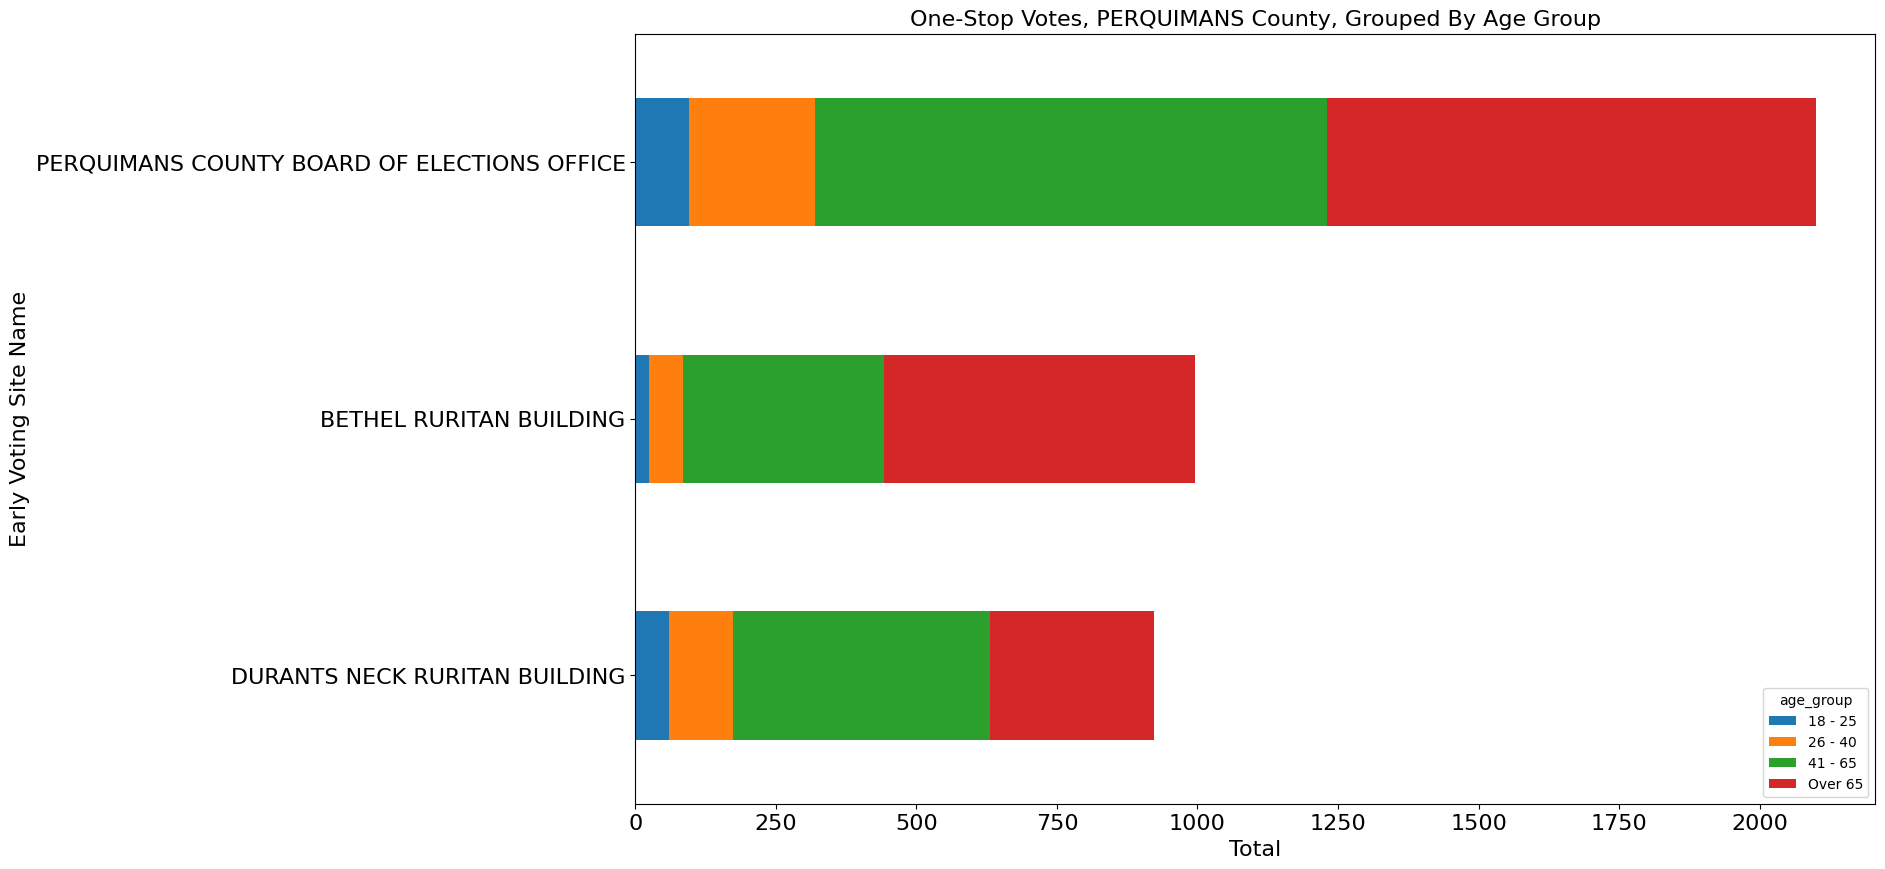 One-Stop Votes, PERQUIMANS County, Grouped By Age Group
Early Voting Site Name
PERQUIMANS COUNTY BOARD OF ELECTIONS OFFICE
BETHEL RURITAN BUILDING
DURANTS NECK RURITAN BUILDING
age_group
18 - 25
26 - 40
41 - 65
Over 65
0 250 500 750 1000 1250 1500 1750 2000
Total